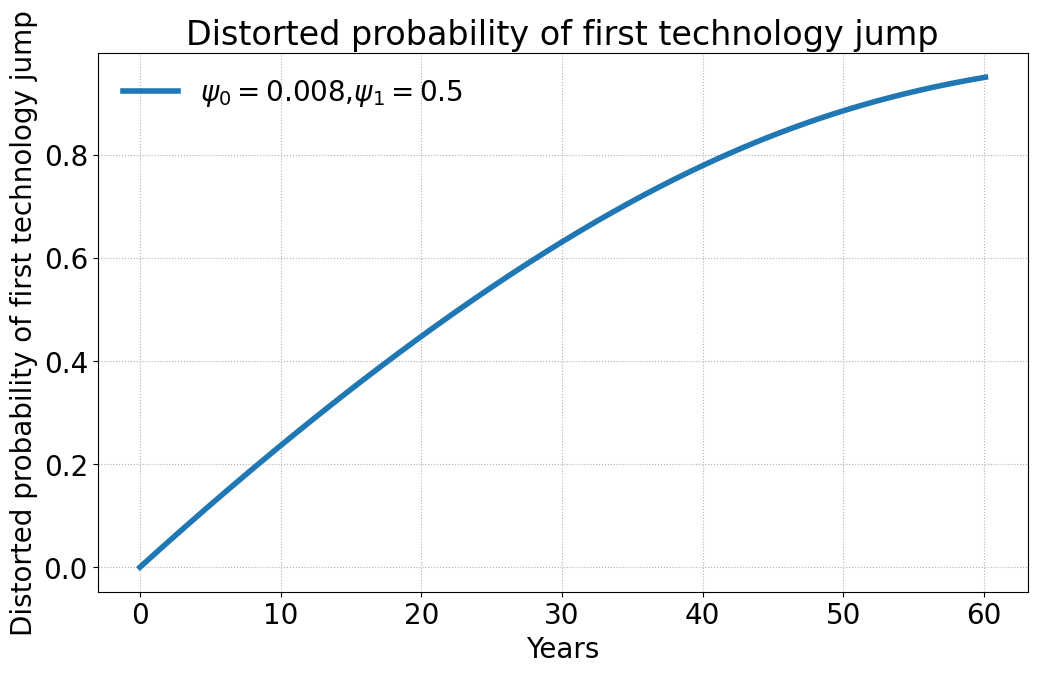 Distorted probability of first technology jump
Distorted probability of first technology jump
ψ₀ = 0.008,ψ₁ = 0.5
0.8
0.6
0.4
0.2
0.0
0 10 20 30 40 50 60
Years